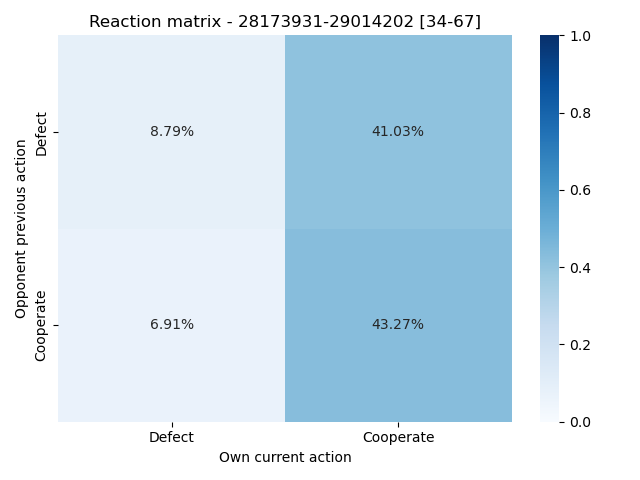 Reaction matrix - 28173931-29014202 [34-67]
Opponent previous action
Defect
Cooperate
8.79%
41.03%
6.91%
43.27%
Defect
Cooperate
Own current action
1.0
0.8
0.6
0.4
0.2
0.0